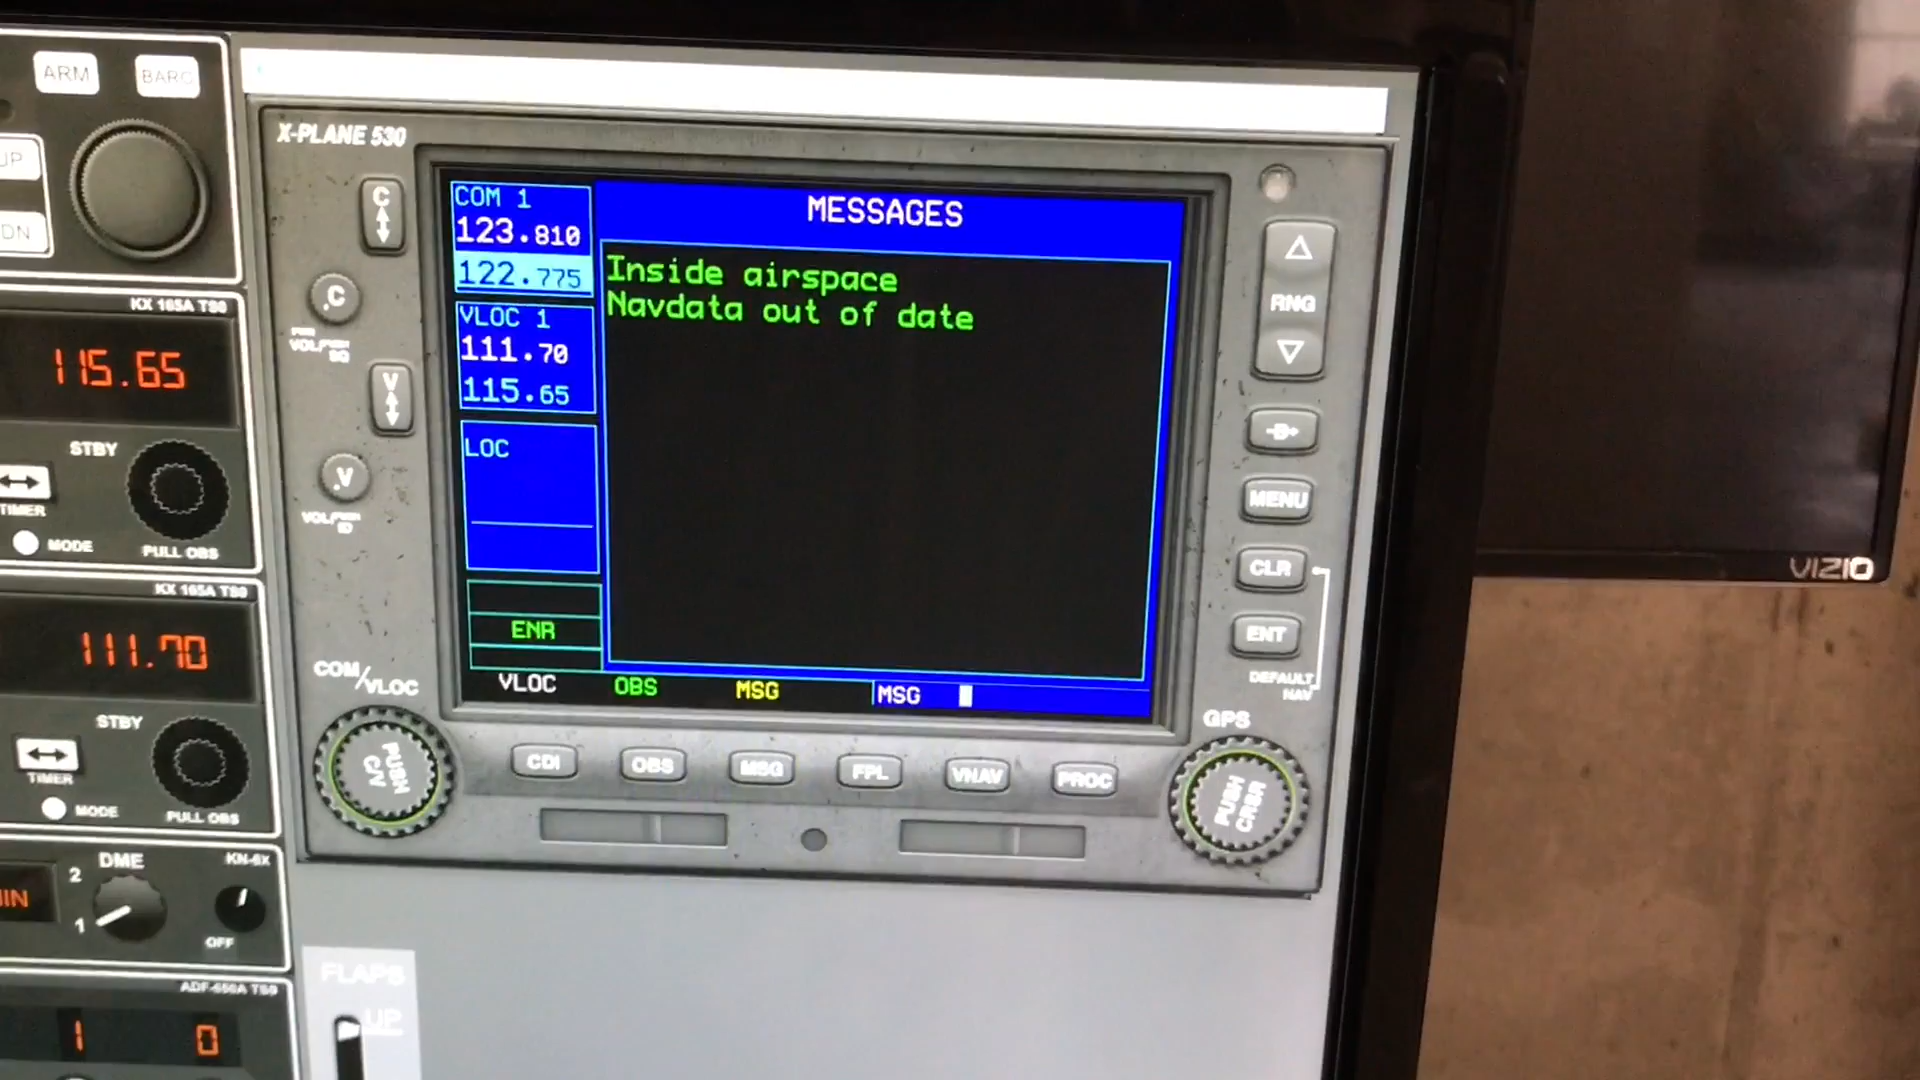 ARM
BARO
UP
DN
KX 165A TSO
115.65
STBY
TIMER
MODE
PULL OBS
KX 165A TSO
111.70
STBY
TIMER
MODE
PULL OBS
DME
KN-6X
2
1
MIN
OFF
ADF-650A TSO
1
0
X-PLANE 530
C
.C
V
.V
COM/VLOC
PUSH
C/V
COM 1
123.810
122.775
VLOC 1
111.70
115.65
LOC
ENR
VLOC
OBS
MSG
MSG
MESSAGES
Inside airspace
Navdata out of date
RNG
D
MENU
CLR
ENT
DEFAULT
NAV
GPS
PUSH
CRSR
CDI
OBS
MSG
FPL
VNAV
PROC
FLAPS
UP
VIZIO